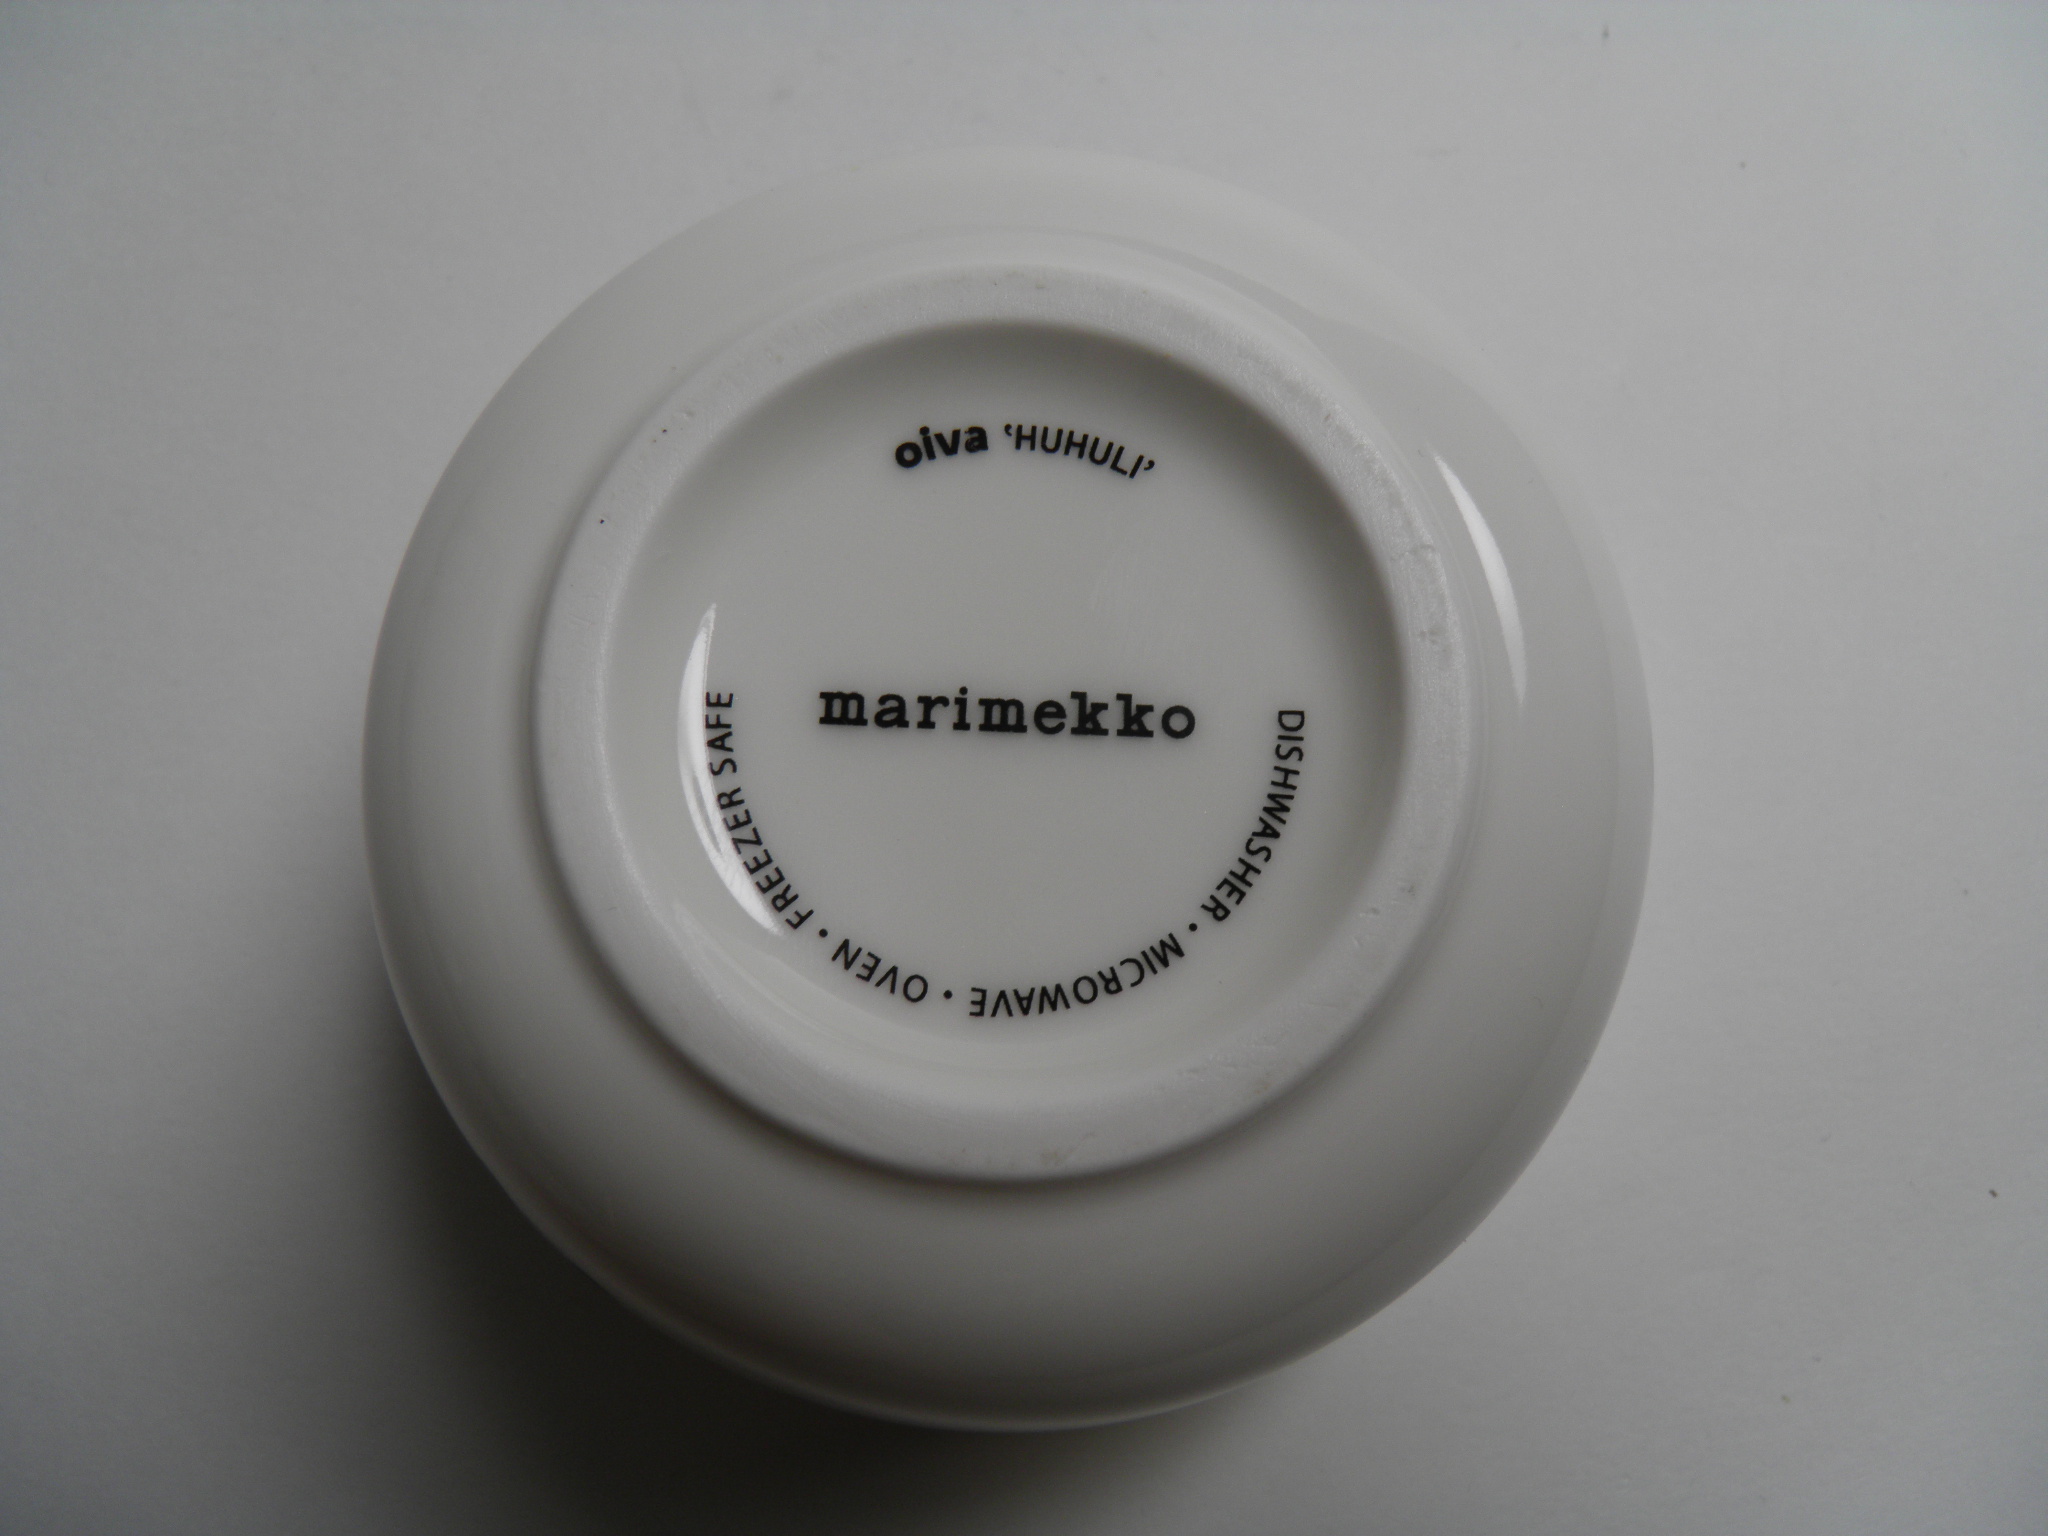 oiva ‘HUHULI’
marimekko
DISHWASHER • MICROWAVE • OVEN • FREEZER SAFE